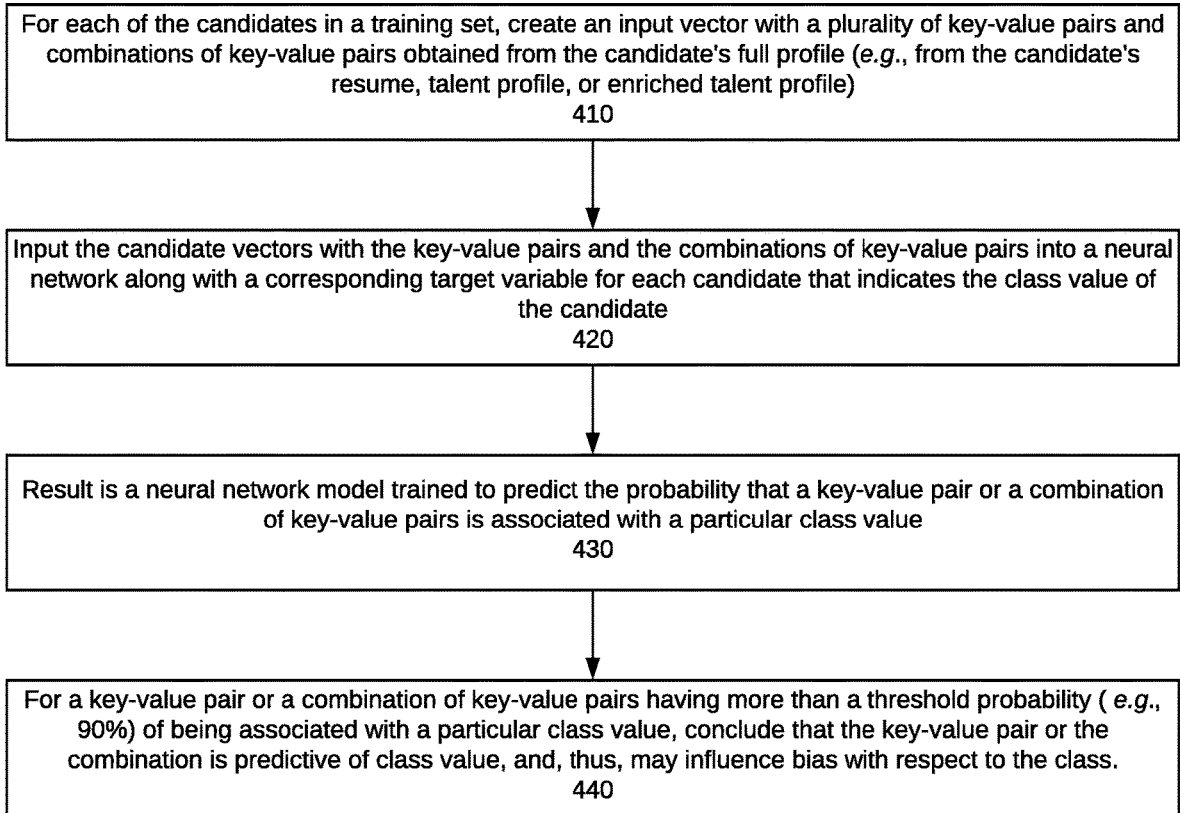 For each of the candidates in a training set, create an input vector with a plurality of key-value pairs and
combinations of key-value pairs obtained from the candidate's full profile (e.g., from the candidate's
resume, talent profile, or enriched talent profile)
410
Input the candidate vectors with the key-value pairs and the combinations of key-value pairs into a neural
network along with a corresponding target variable for each candidate that indicates the class value of
the candidate
420
Result is a neural network model trained to predict the probability that a key-value pair or a combination
of key-value pairs is associated with a particular class value
430
For a key-value pair or a combination of key-value pairs having more than a threshold probability ( e.g.,
90%) of being associated with a particular class value, conclude that the key-value pair or the
combination is predictive of class value, and, thus, may influence bias with respect to the class.
440